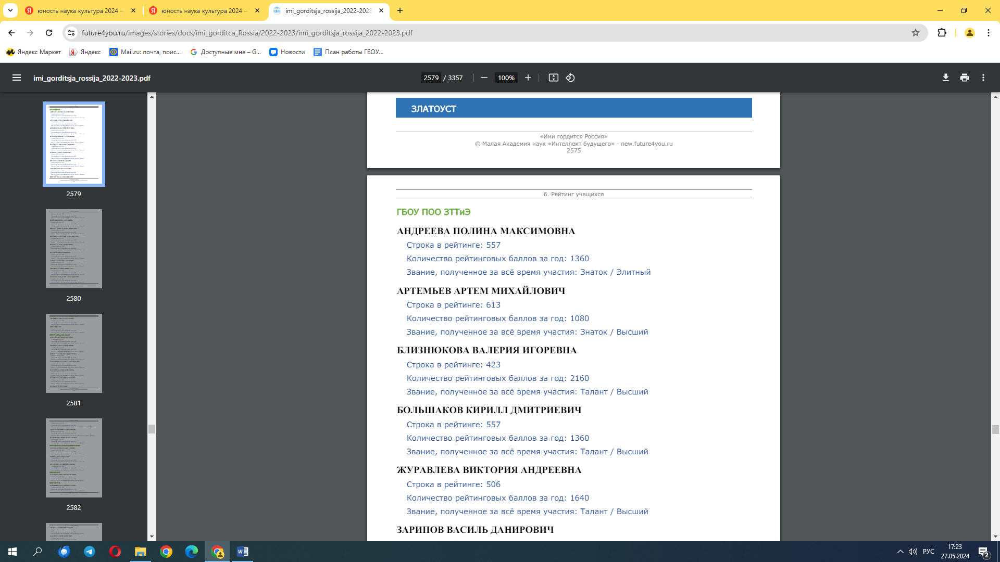 юность наука культура 2024 —
юность наука культура 2024 —
imi_gorditsja_rossija_2022-2023
future4you.ru/images/stories/docs/imi_gorditca_Rossia/2022-2023/imi_gorditsja_rossija_2022-2023.pdf
Яндекс Маркет
Яндекс
Mail.ru: почта, поис...
Доступные мне – G...
Новости
План работы ГБОУ...
imi_gorditsja_rossija_2022-2023.pdf
2579 / 3357
100%
2579
2580
2581
2582
ЗЛАТОУСТ
«Ими гордится Россия»
© Малая Академия наук «Интеллект будущего» - new.future4you.ru
2575
6. Рейтинг учащихся
ГБОУ ПОО ЗТТиЭ
АНДРЕЕВА ПОЛИНА МАКСИМОВНА
Строка в рейтинге: 557
Количество рейтинговых баллов за год: 1360
Звание, полученное за всё время участия: Знаток / Элитный
АРТЕМЬЕВ АРТЕМ МИХАЙЛОВИЧ
Строка в рейтинге: 613
Количество рейтинговых баллов за год: 1080
Звание, полученное за всё время участия: Знаток / Высший
БЛИЗНЮКОВА ВАЛЕРИЯ ИГОРЕВНА
Строка в рейтинге: 423
Количество рейтинговых баллов за год: 2160
Звание, полученное за всё время участия: Талант / Высший
БОЛЬШАКОВ КИРИЛЛ ДМИТРИЕВИЧ
Строка в рейтинге: 557
Количество рейтинговых баллов за год: 1360
Звание, полученное за всё время участия: Талант / Высший
ЖУРАВЛЕВА ВИКТОРИЯ АНДРЕЕВНА
Строка в рейтинге: 506
Количество рейтинговых баллов за год: 1640
Звание, полученное за всё время участия: Талант / Высший
ЗАРИПОВ ВАСИЛЬ ДАНИРОВИЧ
РУС
17:23
27.05.2024
2